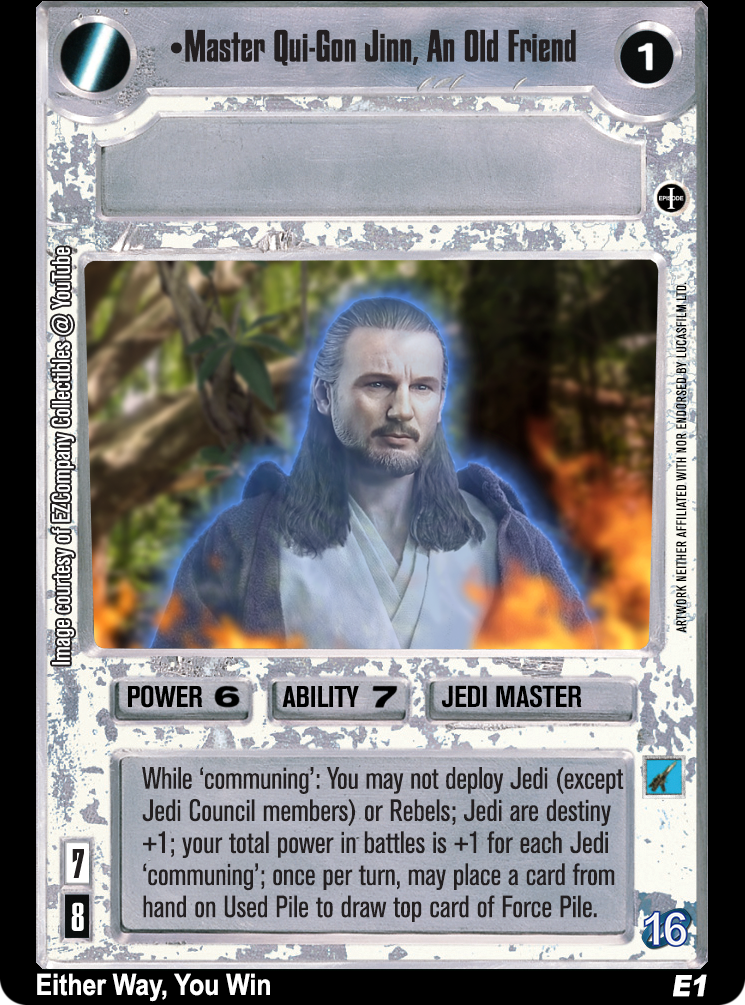 •Master Qui-Gon Jinn, An Old Friend
1
EPISODE I
Image courtesy of EZCompany Collectibles @ YouTube
ARTWORK NEITHER AFFILIATED WITH NOR ENDORSED BY LUCASFILM LTD.
POWER 6
ABILITY 7
JEDI MASTER
While ‘communing’: You may not deploy Jedi (except
Jedi Council members) or Rebels; Jedi are destiny
+1; your total power in battles is +1 for each Jedi
‘communing’; once per turn, may place a card from
hand on Used Pile to draw top card of Force Pile.
7
8
16
Either Way, You Win
E1